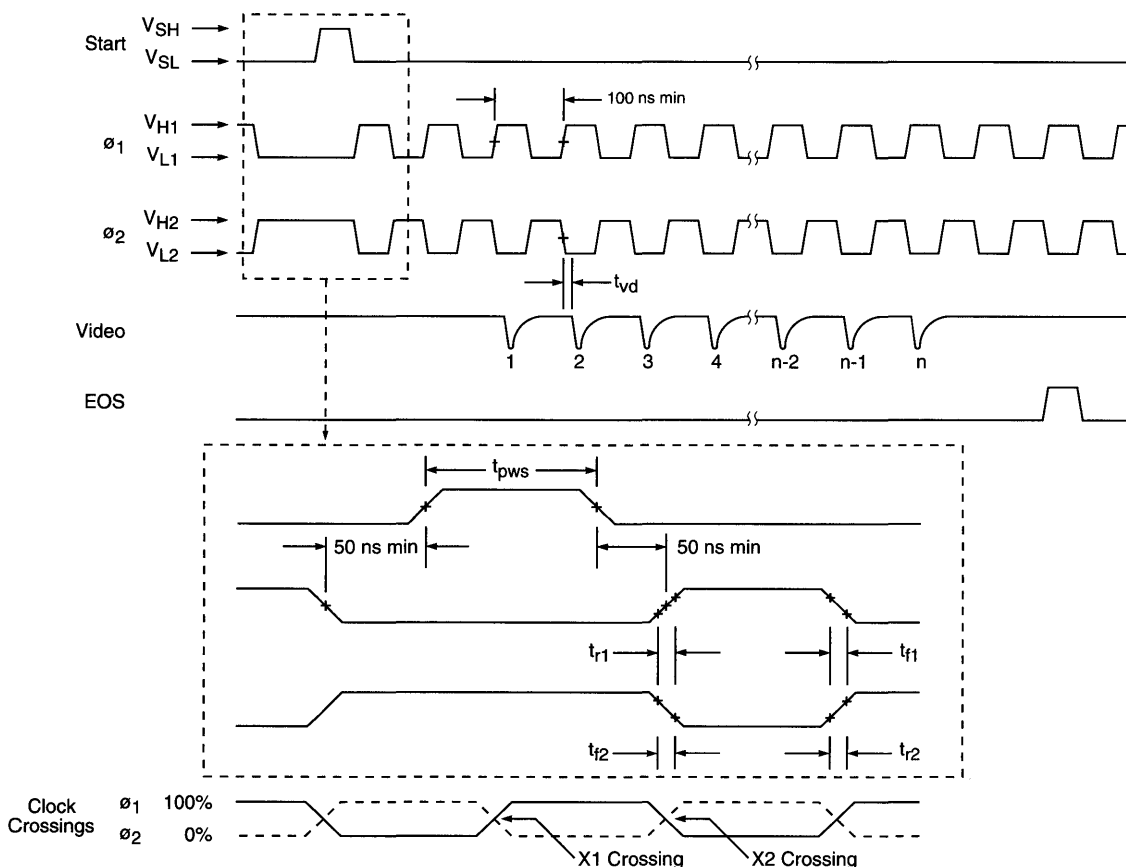 Start
V_SH
V_SL
100 ns min
ø1
V_H1
V_L1
ø2
V_H2
V_L2
t_vd
Video
1 2 3 4 n-2 n-1 n
EOS
t_pws
50 ns min 50 ns min
t_r1 t_f1
t_f2 t_r2
Clock
Crossings
ø1 100%
ø2 0%
X1 Crossing X2 Crossing